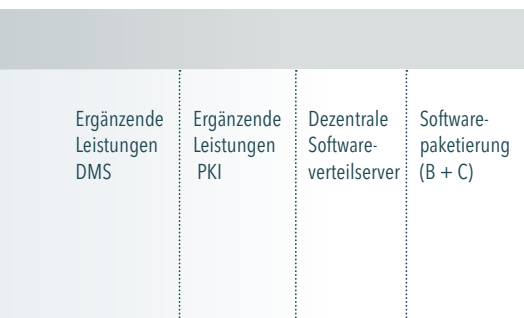 Ergänzende
Leistungen
DMS
Ergänzende
Leistungen
PKI
Dezentrale
Software-
verteilserver
Software-
paketierung
(B + C)